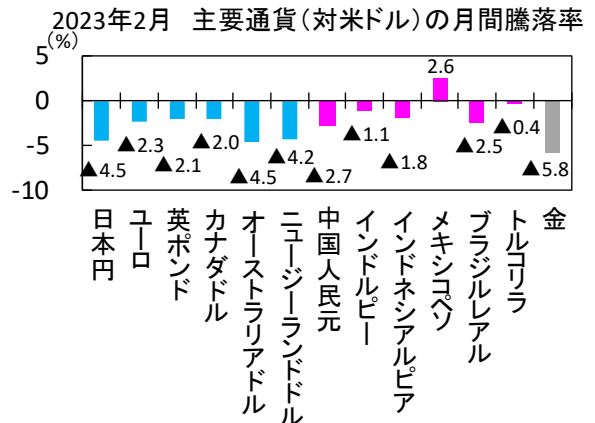 2023年2月 主要通貨(対米ドル)の月間騰落率
(%)
5
0
-5
-10
▲4.5
▲2.3
▲2.1
▲2.0
▲4.5
▲4.2
▲2.7
▲1.1
▲1.8
2.6
▲2.5
▲0.4
▲5.8
日本円
ユーロ
英ポンド
カナダドル
オーストラリアドル
ニュージーランドドル
中国人民元
インドルピー
インドネシアルピア
メキシコペソ
ブラジルレアル
トルコリラ
金